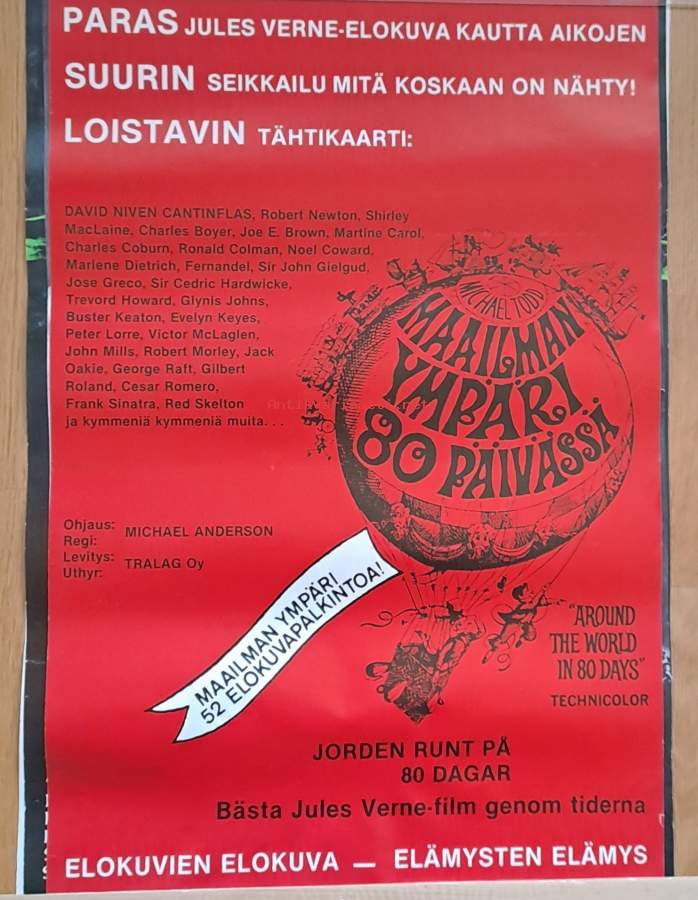 PARAS JULES VERNE-ELOKUVA KAUTTA AIKOJEN
SUURIN SEIKKAILU MITÄ KOSKAAN ON NÄHTY!
LOISTAVIN TÄHTIKAARTI:
DAVID NIVEN CANTINFLAS, Robert Newton, Shirley
MacLaine, Charles Boyer, Joe E. Brown, Martine Carol,
Charles Coburn, Ronald Colman, Noel Coward,
Marlene Dietrich, Fernandel, Sir John Gielgud,
Jose Greco, Sir Cedric Hardwicke,
Trevord Howard, Glynis Johns,
Buster Keaton, Evelyn Keyes,
Peter Lorre, Victor McLaglen,
John Mills, Robert Morley, Jack
Oakie, George Raft, Gilbert
Roland, Cesar Romero,
Frank Sinatra, Red Skelton
ja kymmeniä kymmeniä muita. . .
MICHAEL TODD
MAAILMAN
YMPÄRI
80 PÄIVÄSSÄ
Ohjaus:
Regi: MICHAEL ANDERSON
Levitys:
Uthyr: TRALAG Oy
MAAILMAN YMPÄRI
52 ELOKUVAPALKINTOA!
"AROUND
THE WORLD
IN 80 DAYS"
TECHNICOLOR
JORDEN RUNT PÅ
80 DAGAR
Bästa Jules Verne-film genom tiderna
ELOKUVIEN ELOKUVA — ELÄMYSTEN ELÄMYS